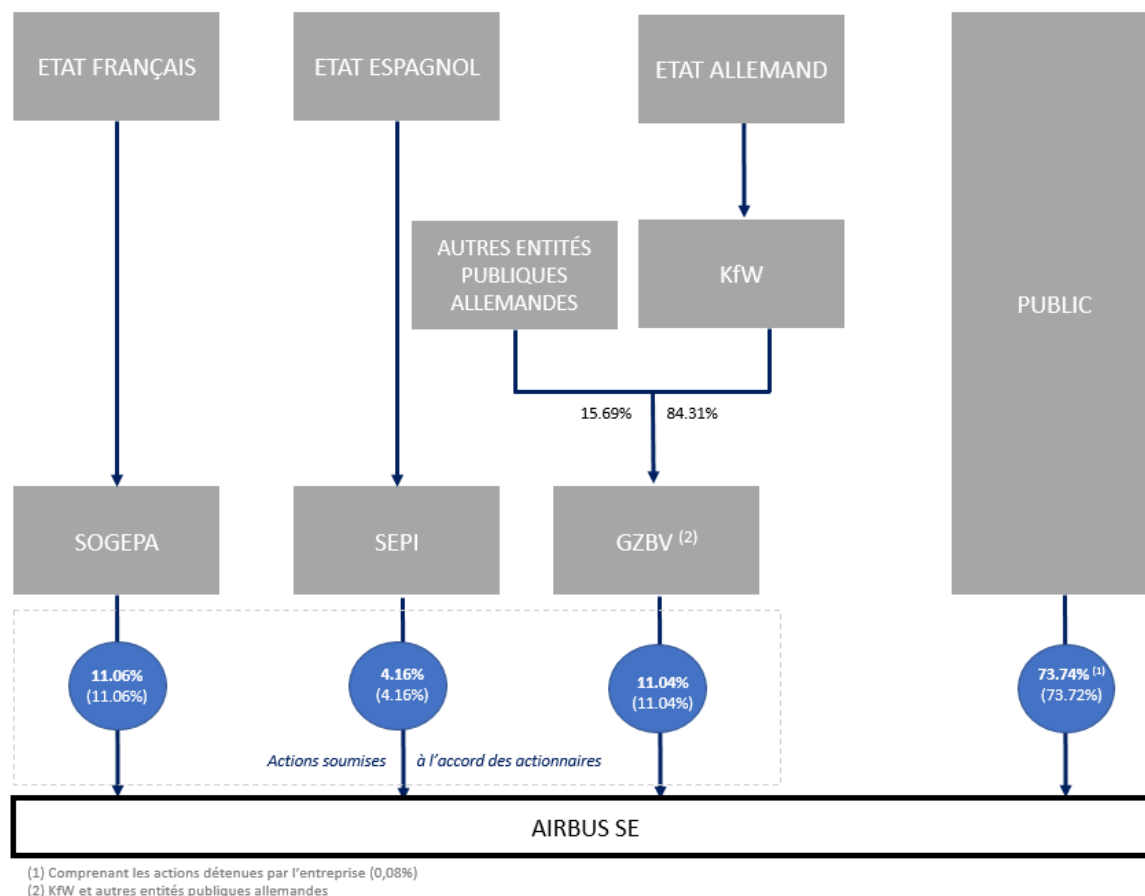 ETAT FRANÇAIS
ETAT ESPAGNOL
ETAT ALLEMAND
AUTRES ENTITÉS
PUBLIQUES
ALLEMANDES
KfW
PUBLIC
15.69%
84.31%
SOGEPA
SEPI
GZBV (2)
11.06%
(11.06%)
4.16%
(4.16%)
11.04%
(11.04%)
73.74% (1)
(73.72%)
Actions soumises à l'accord des actionnaires
AIRBUS SE
(1) Comprenant les actions détenues par l'entreprise (0,08%)
(2) KfW et autres entités publiques allemandes